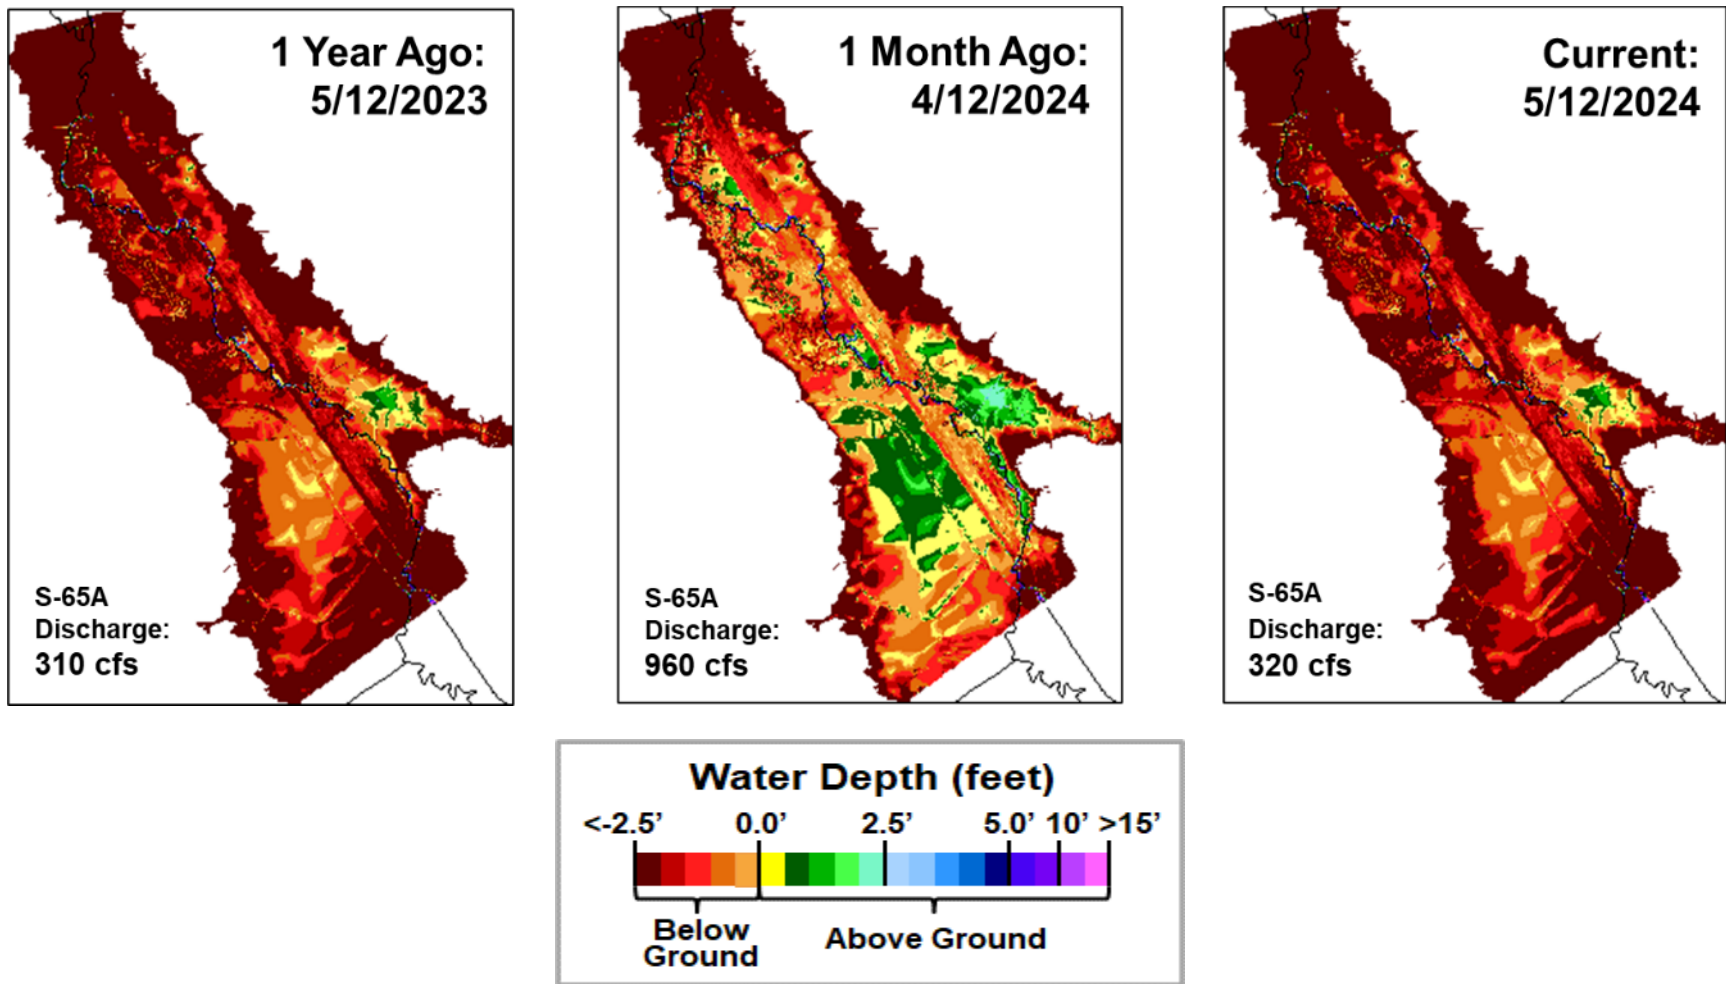 1 Year Ago:
5/12/2023
S-65A
Discharge:
310 cfs
1 Month Ago:
4/12/2024
S-65A
Discharge:
960 cfs
Current:
5/12/2024
S-65A
Discharge:
320 cfs
Water Depth (feet)
<-2.5' 0.0' 2.5' 5.0' 10' >15'
Below
Ground
Above Ground